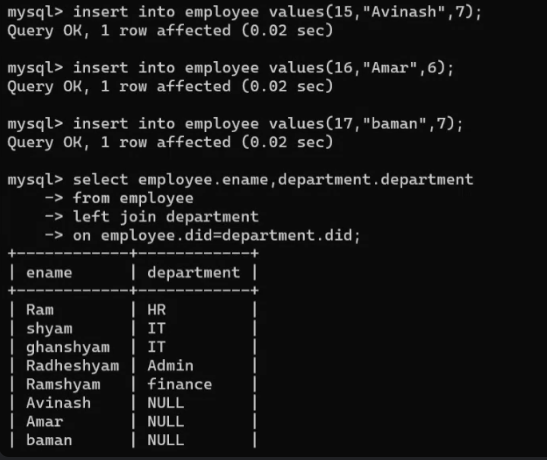 mysql> insert into employee values(15,"Avinash",7);
Query OK, 1 row affected (0.02 sec)
mysql> insert into employee values(16,"Amar",6);
Query OK, 1 row affected (0.02 sec)
mysql> insert into employee values(17,"baman",7);
Query OK, 1 row affected (0.02 sec)
mysql> select employee.ename,department.department
    -> from employee
    -> left join department
    -> on employee.did=department.did;
+------------+------------+
| ename      | department |
+------------+------------+
| Ram        | HR         |
| shyam      | IT         |
| ghanshyam  | IT         |
| Radheshyam | Admin      |
| Ramshyam   | finance    |
| Avinash    | NULL       |
| Amar       | NULL       |
| baman      | NULL       |